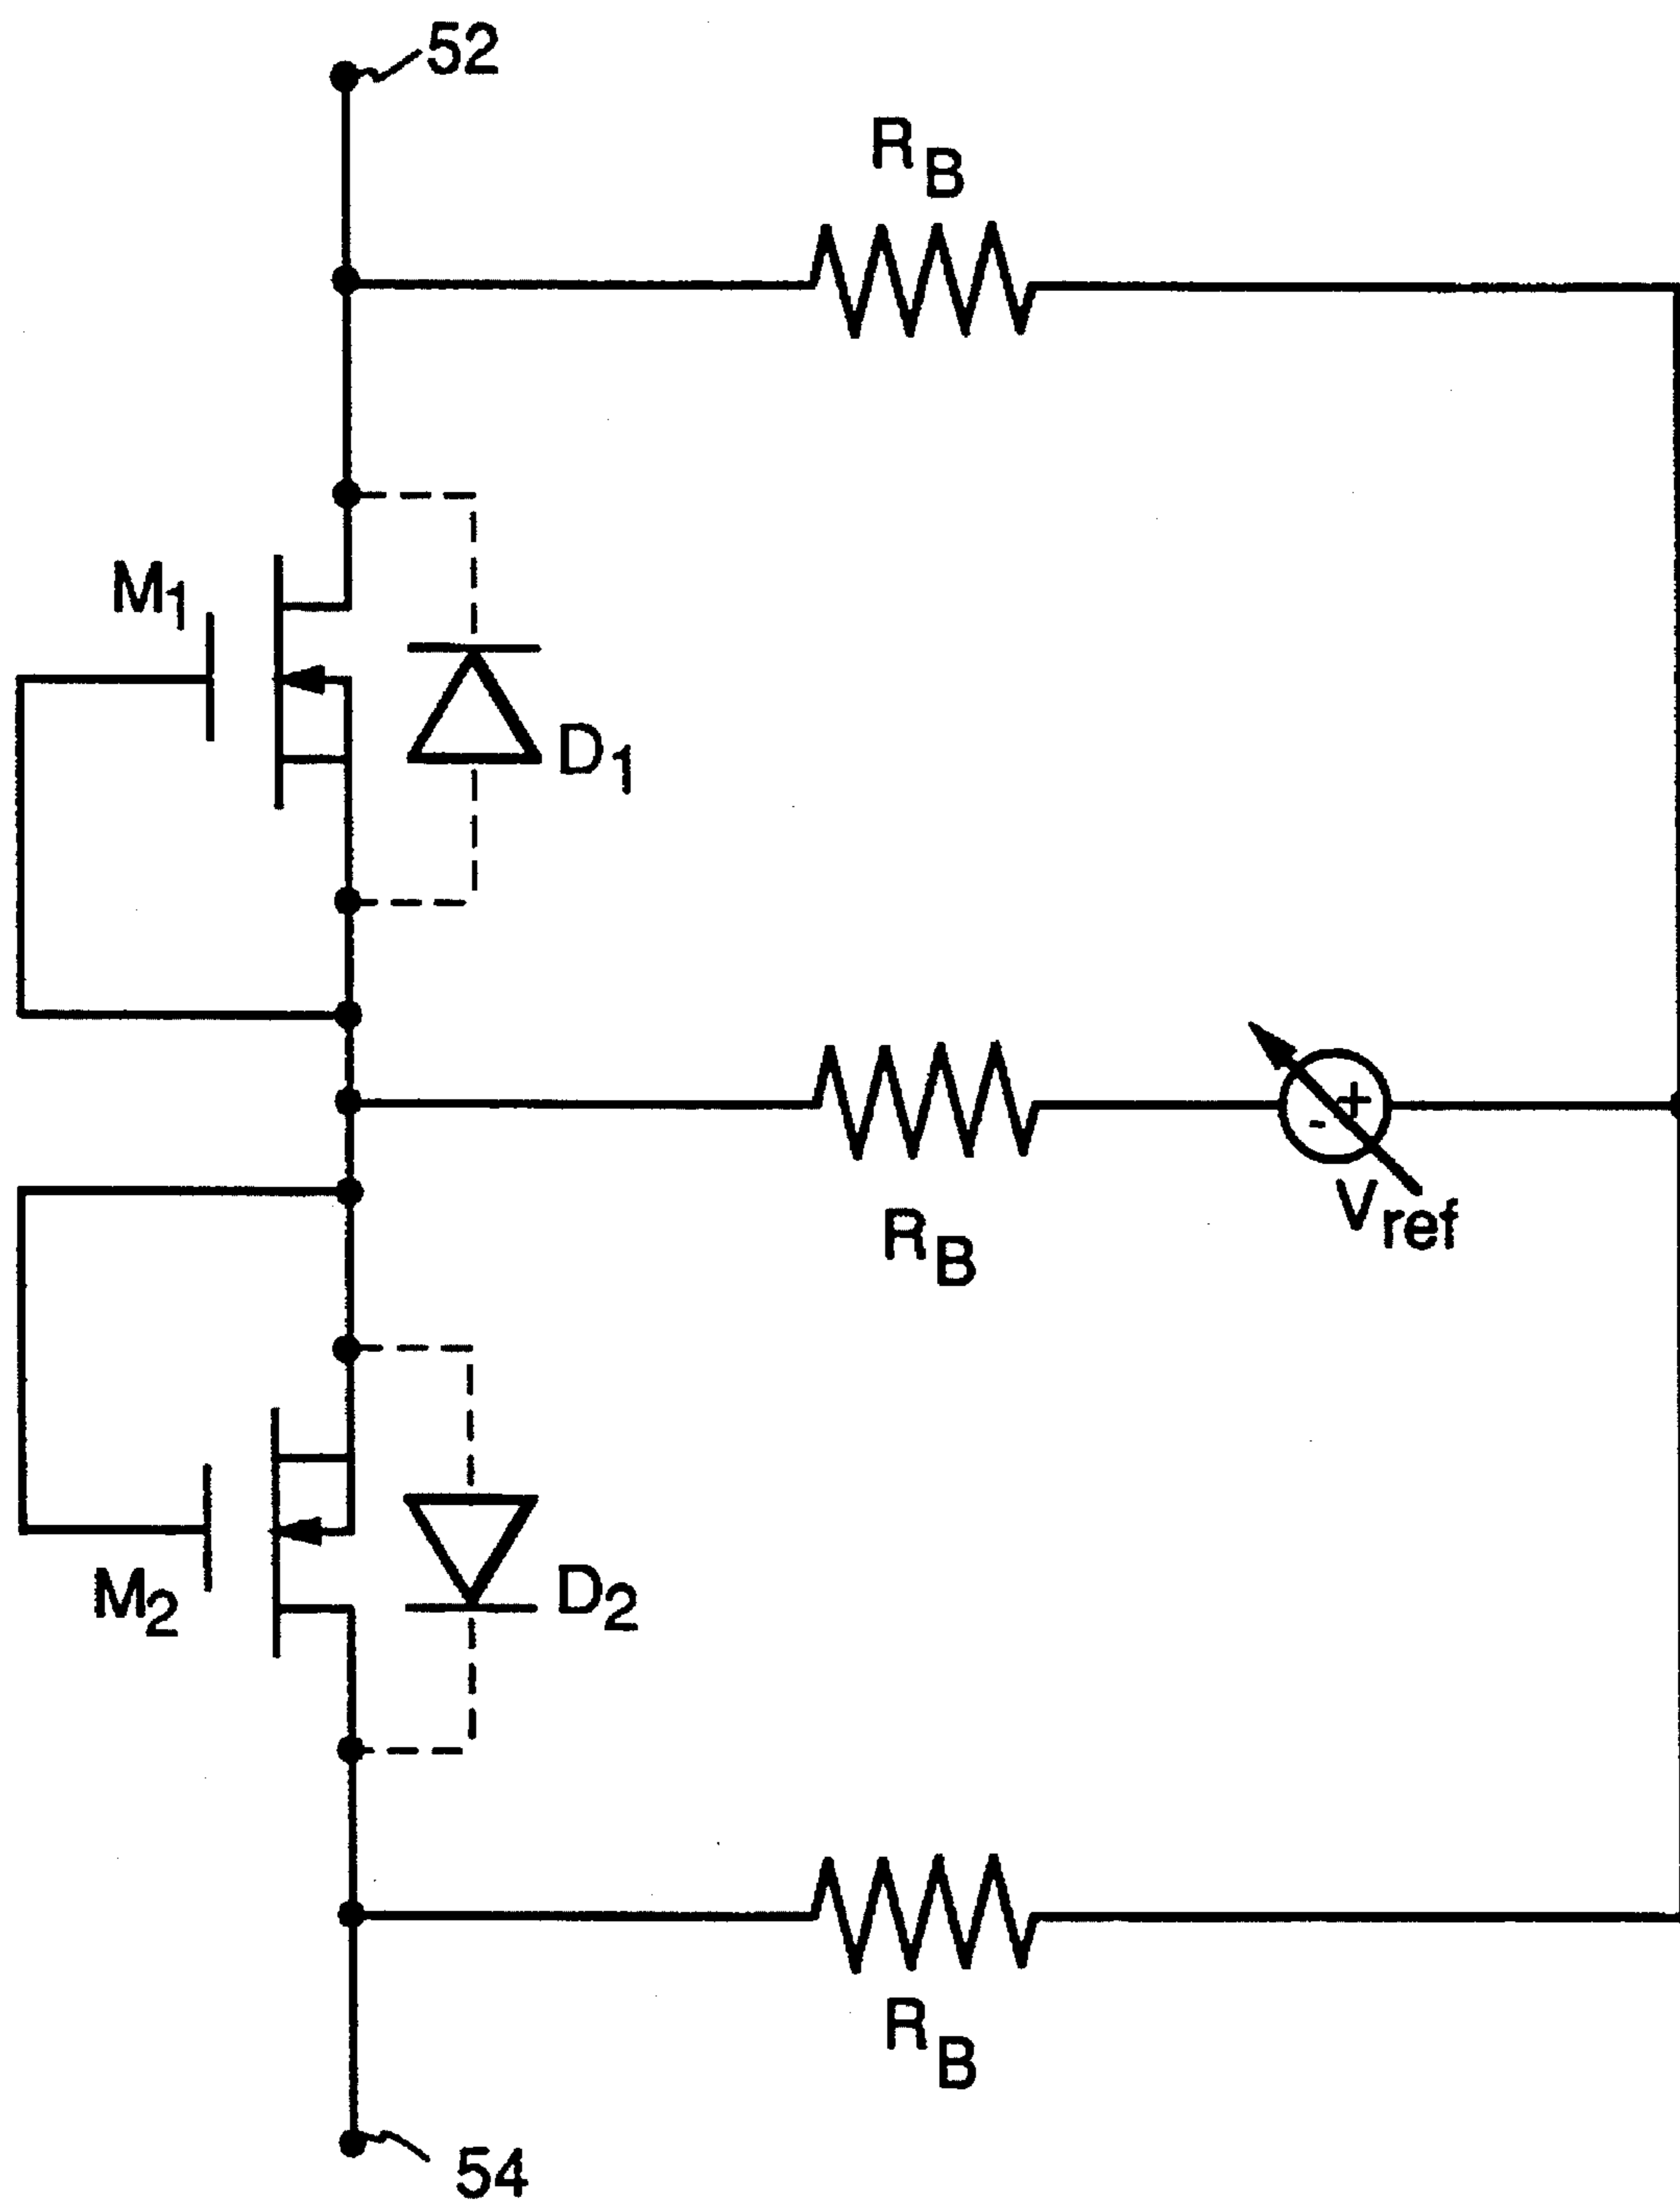 52
R_B
M_1
D_1
- +
R_B
V_ref
M_2
D_2
R_B
54